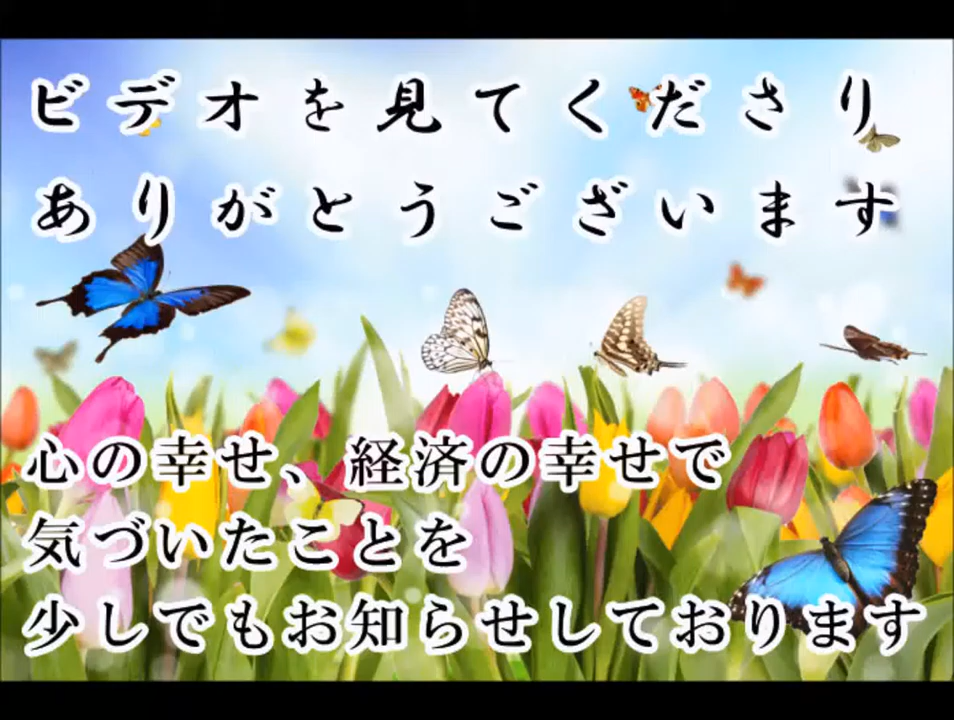 ビデオを見てくださり
ありがとうございます
心の幸せ、経済の幸せで
気づいたことを
少しでもお知らせしております